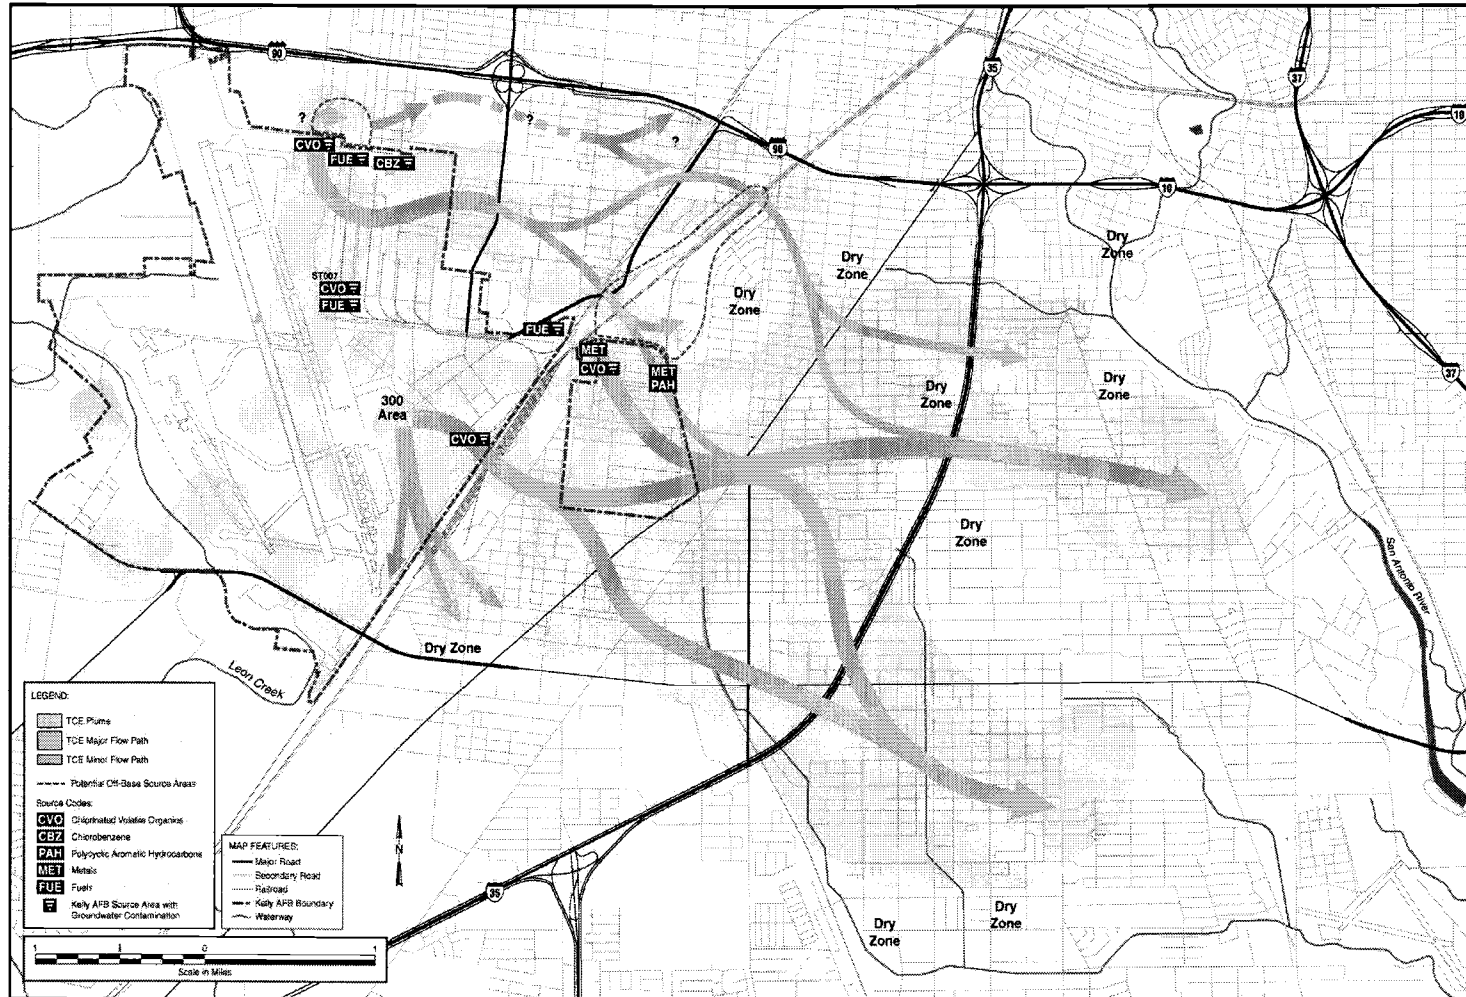 90
35
37
10
?
?
?
CVO
FUE
CBZ
90
10
Dry
Zone
Dry
Zone
ST007
CVO
FUE
Dry
Zone
FUE
MET
CVO
MET
PAH
37
Dry
Zone
Dry
Zone
300
Area
CVO
Dry
Zone
San Antonio River
Dry Zone
Leon Creek
LEGEND:
TCE Plume
TCE Major Flow Path
TCE Minor Flow Path
Potential Off-Base Source Areas
Source Codes:
CVO Chlorinated Volatile Organics
CBZ Chlorobenzene
PAH Polycyclic Aromatic Hydrocarbons
MET Metals
FUE Fuels
Kelly AFB Source Area with
Groundwater Contamination
MAP FEATURES:
Major Road
Secondary Road
Railroad
Kelly AFB Boundary
Waterway
N
35
Dry
Zone
Dry
Zone
1 1 0 1
Scale in Miles